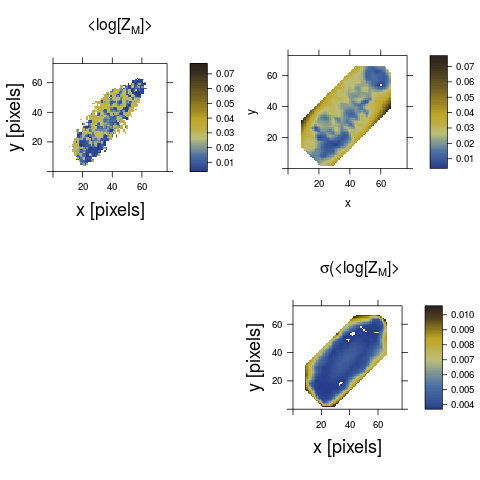 <log[Z_M]>
60
40
20
20 40 60
x [pixels]
y [pixels]
0.07
0.06
0.05
0.04
0.03
0.02
0.01
60
40
20
20 40 60
x
y
0.07
0.06
0.05
0.04
0.03
0.02
0.01
σ(<log[Z_M]>
60
40
20
20 40 60
x [pixels]
y [pixels]
0.010
0.009
0.008
0.007
0.006
0.005
0.004